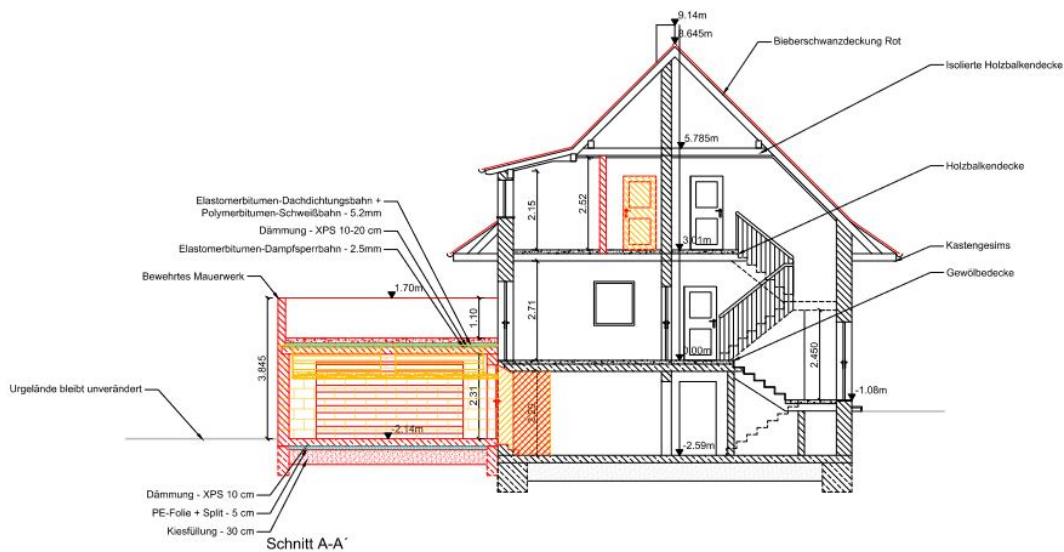 9.14m
8.645m
Bieberschwanzdeckung Rot
Isolierte Holzbalkendecke
5.785m
Holzbalkendecke
2.52
2.15
Elastomerbitumen-Dachdichtungsbahn +
Polymerbitumen-Schweißbahn - 5.2mm
Dämmung - XPS 10-20 cm
Elastomerbitumen-Dampfsperrbahn - 2.5mm
3.01m
Kastengesims
Bewehrtes Mauerwerk
Gewölbedecke
1.70m
1.10
2.71
0.00m
2.450
3.845
2.31
-1.08m
Urgelände bleibt unverändert
-2.14m
-2.59m
Dämmung - XPS 10 cm
PE-Folie + Split - 5 cm
Kiesfüllung - 30 cm
Schnitt A-A´